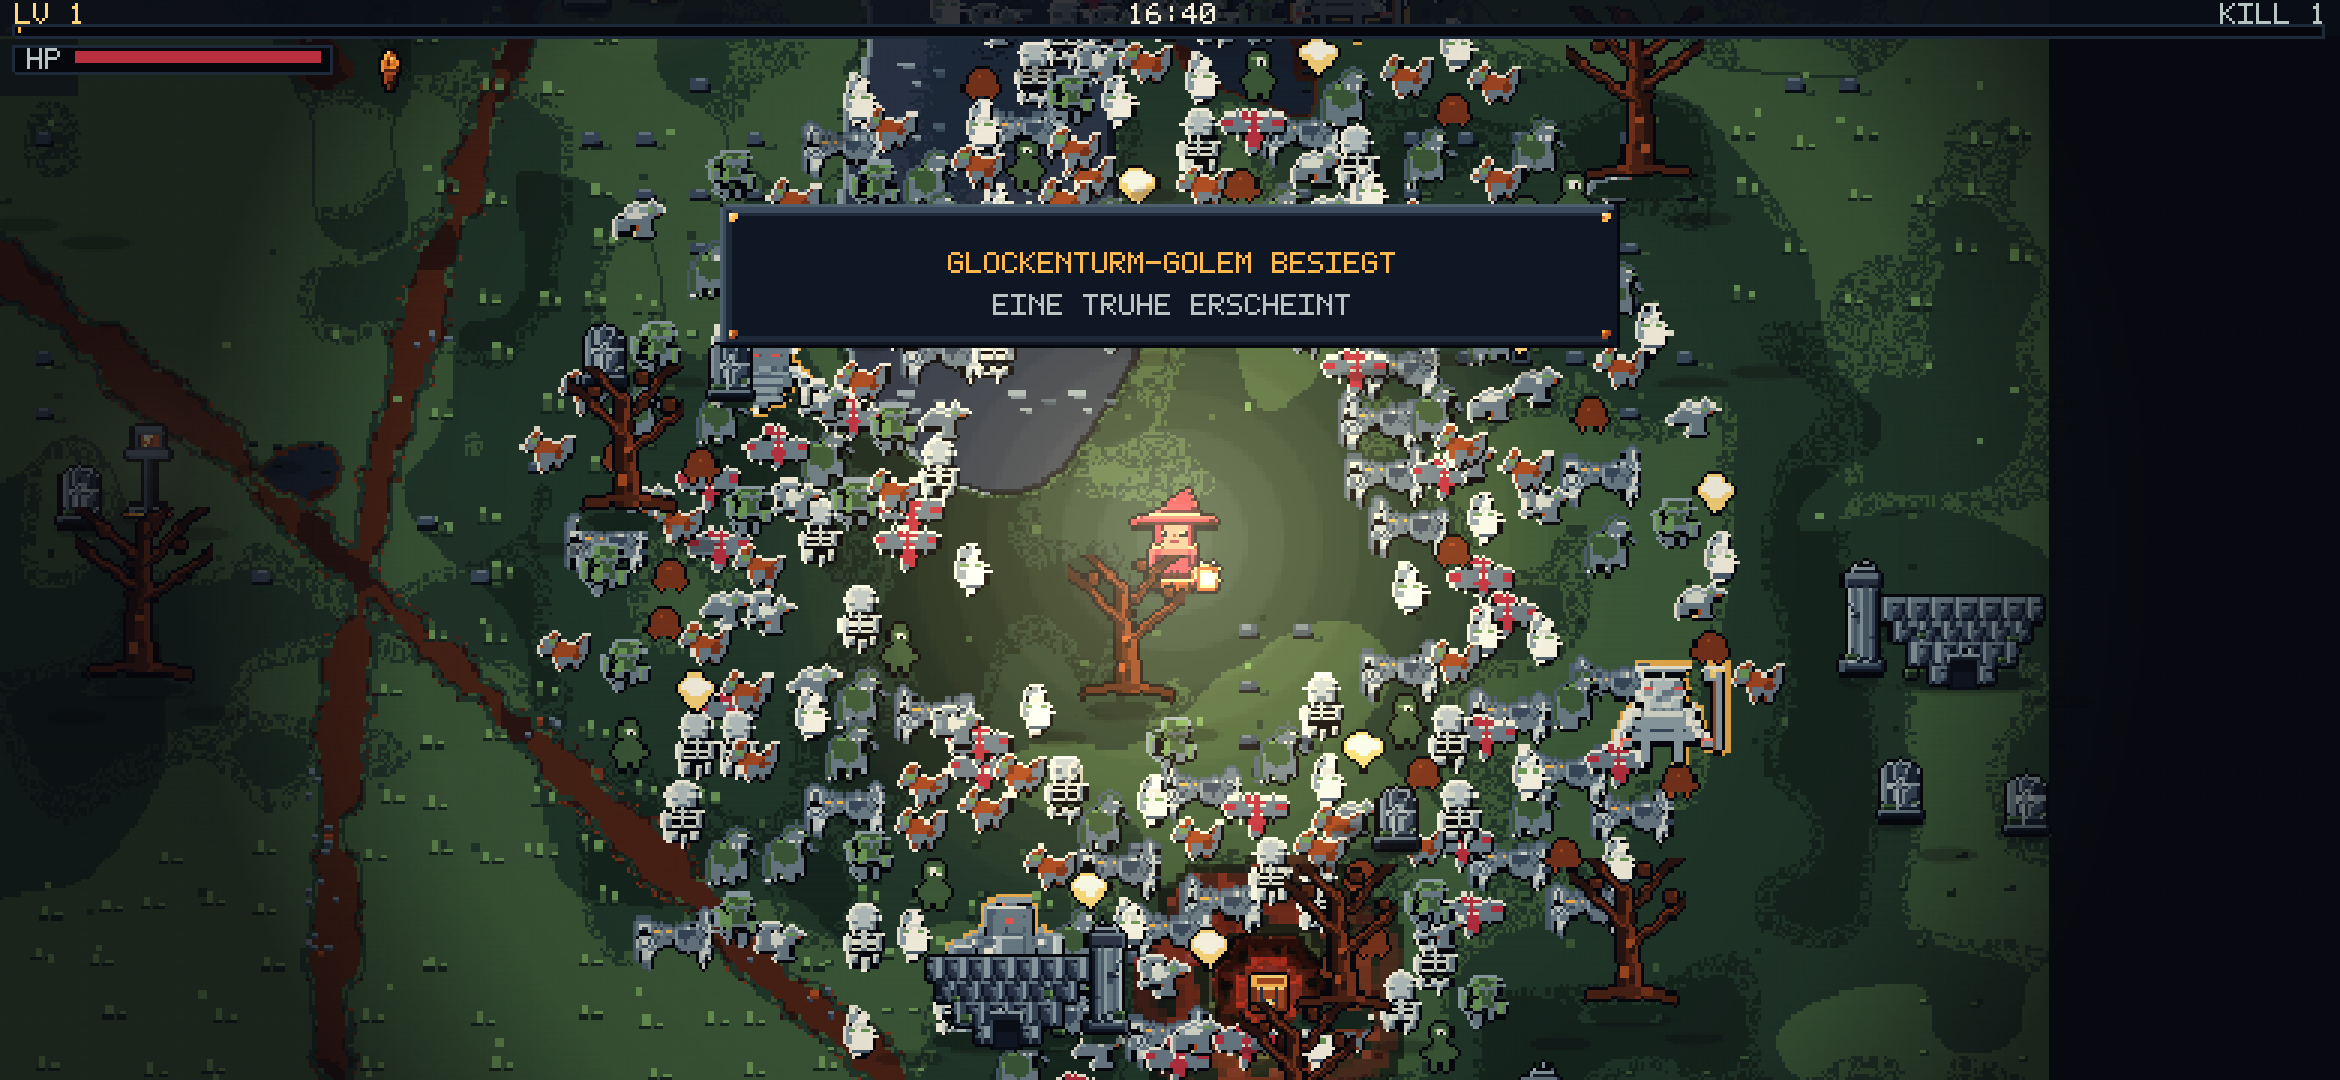 LV 1
16:40
KILL 1
HP
GLOCKENTURM-GOLEM BESIEGT
EINE TRUHE ERSCHEINT